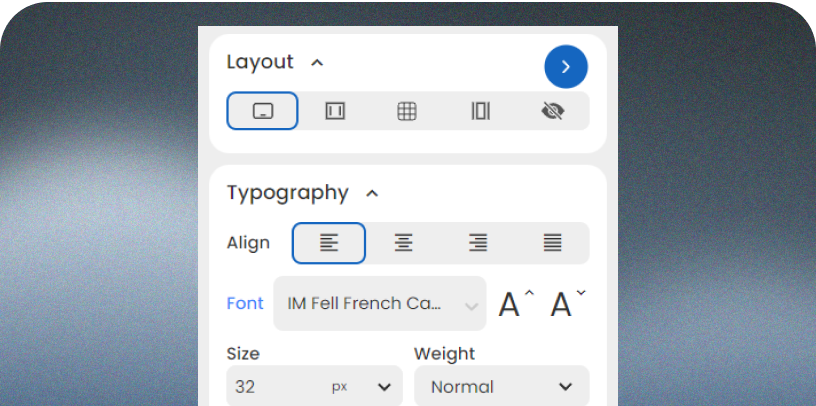 Layout
Typography
Align
Font IM Fell French Ca... A A
Size Weight
32 px Normal